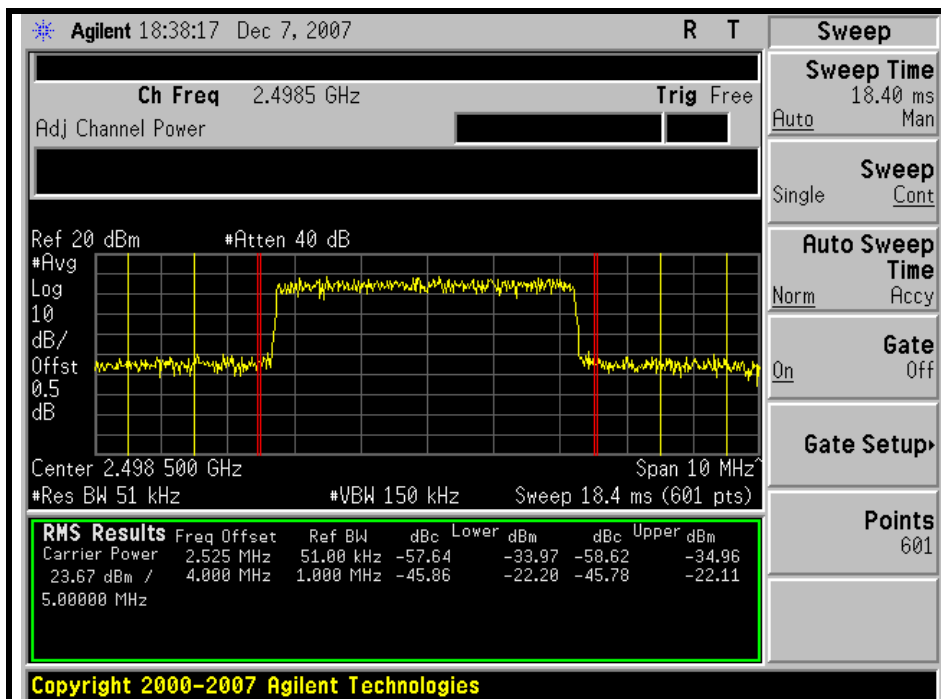 Agilent 18:38:17 Dec 7, 2007 R T
Ch Freq 2.4985 GHz Trig Free
Adj Channel Power
Ref 20 dBm #Atten 40 dB
#Avg
Log
10
dB/
Offst
0.5
dB
Center 2.498 500 GHz Span 10 MHz^
#Res BW 51 kHz #VBW 150 kHz Sweep 18.4 ms (601 pts)
RMS Results Freq Offset Ref BW dBc Lower dBm dBc Upper dBm
Carrier Power 2.525 MHz 51.00 kHz -57.64 -33.97 -58.62 -34.96
23.67 dBm / 4.000 MHz 1.000 MHz -45.86 -22.20 -45.78 -22.11
5.00000 MHz
Copyright 2000-2007 Agilent Technologies
Sweep
Sweep Time
18.40 ms
Auto Man
Sweep
Single Cont
Auto Sweep
Time
Norm Accy
Gate
On Off
Gate Setup▸
Points
601